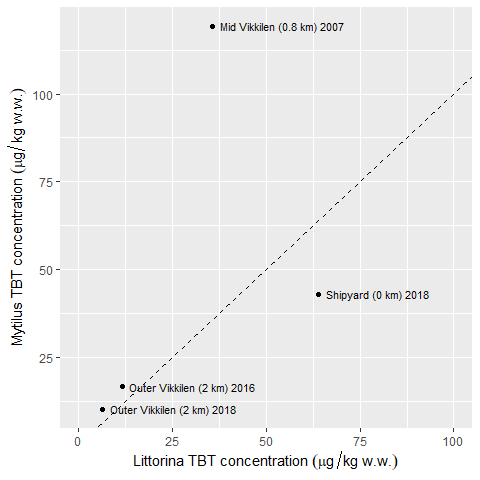 Mid Vikkilen (0.8 km) 2007
100
75
50
25
Shipyard (0 km) 2018
Outer Vikkilen (2 km) 2016
Outer Vikkilen (2 km) 2018
0
25
50
75
100
Littorina TBT concentration (μg/kg w.w.)
Mytilus TBT concentration (μg/kg w.w.)